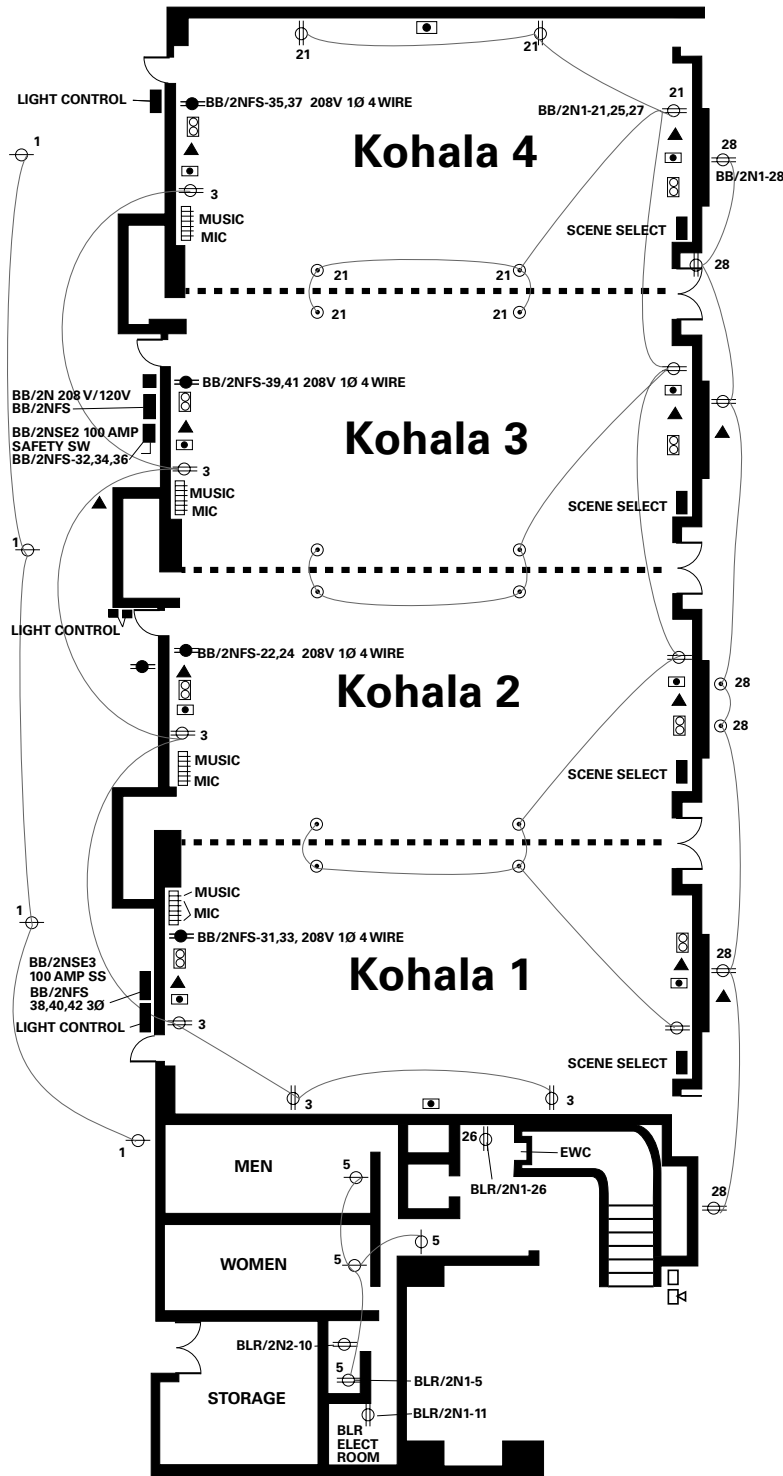 21
21
LIGHT CONTROL
BB/2NFS-35,37 208V 1Ø 4 WIRE
21
BB/2N1-21,25,27
1
Kohala 4
28
BB/2N1-28
3
MUSIC
MIC
SCENE SELECT
21
21
28
21
21
BB/2NFS-39,41 208V 1Ø 4 WIRE
BB/2N 208 V/120V
BB/2NFS
BB/2NSE2 100 AMP
SAFETY SW
BB/2NFS-32,34,36
Kohala 3
3
MUSIC
MIC
SCENE SELECT
1
LIGHT CONTROL
BB/2NFS-22,24 208V 1Ø 4 WIRE
Kohala 2
28
28
3
MUSIC
MIC
SCENE SELECT
MUSIC
MIC
1
BB/2NFS-31,33, 208V 1Ø 4 WIRE
BB/2NSE3
100 AMP SS
BB/2NFS
38,40,42 3Ø
LIGHT CONTROL
Kohala 1
28
3
SCENE SELECT
3
3
1
MEN
26
EWC
5
BLR/2N1-26
28
5
WOMEN
5
BLR/2N2-10
5
BLR/2N1-5
STORAGE
BLR/2N1-11
BLR
ELECT
ROOM